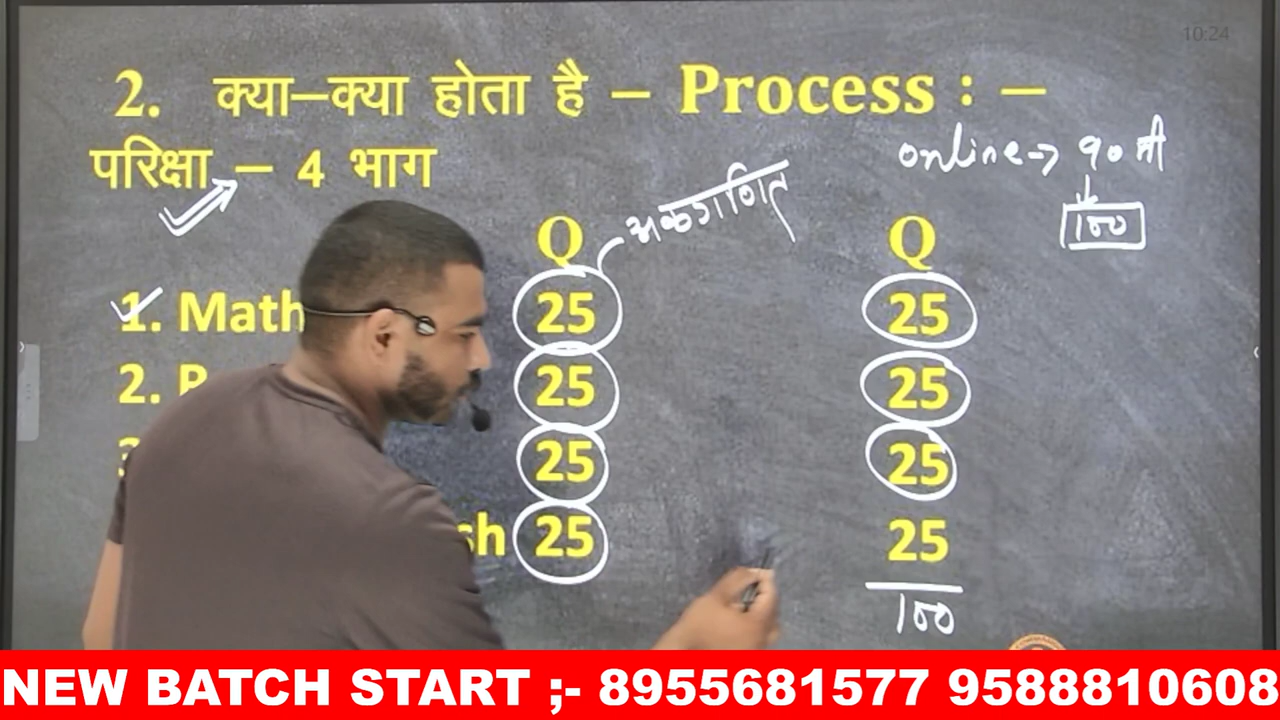 10:24
2. क्या–क्या होता है – Process : –
परिक्षा – 4 भाग
online→ 90 मी
100
अंकगणित
Q Q
1. Math 25 25
2. 25 25
25 25
sh 25 25
100
NEW BATCH START ;- 8955681577 9588810608